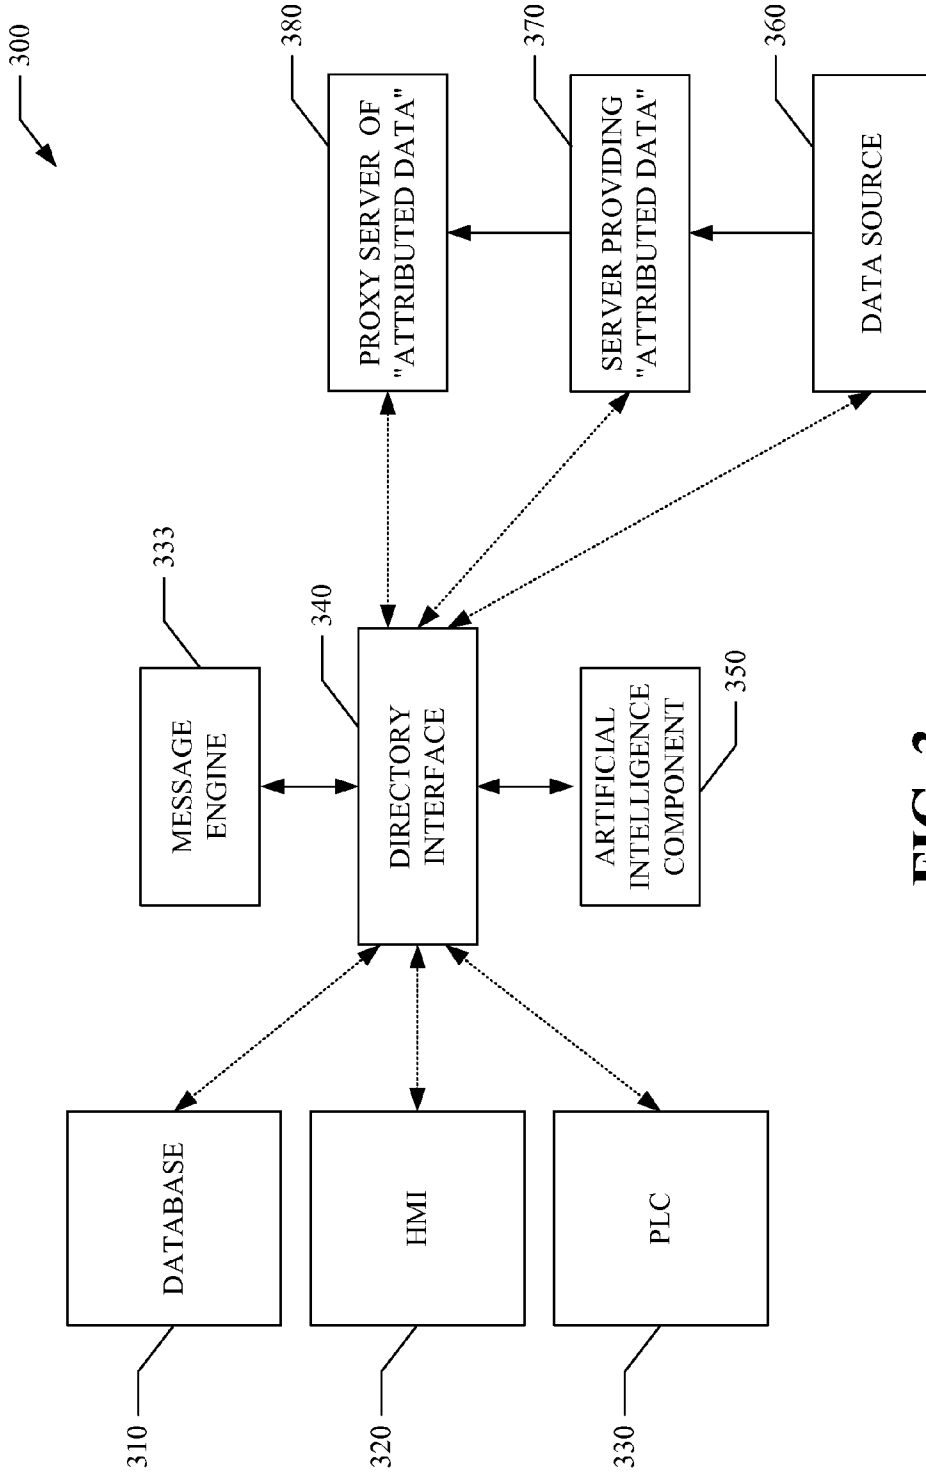 300
310
DATABASE
333
MESSAGE
ENGINE
380
PROXY SERVER OF
"ATTRIBUTED DATA"
340
DIRECTORY
INTERFACE
320
HMI
370
SERVER PROVIDING
"ATTRIBUTED DATA"
ARTIFICIAL
INTELLIGENCE
COMPONENT
350
330
PLC
360
DATA SOURCE
FIG.